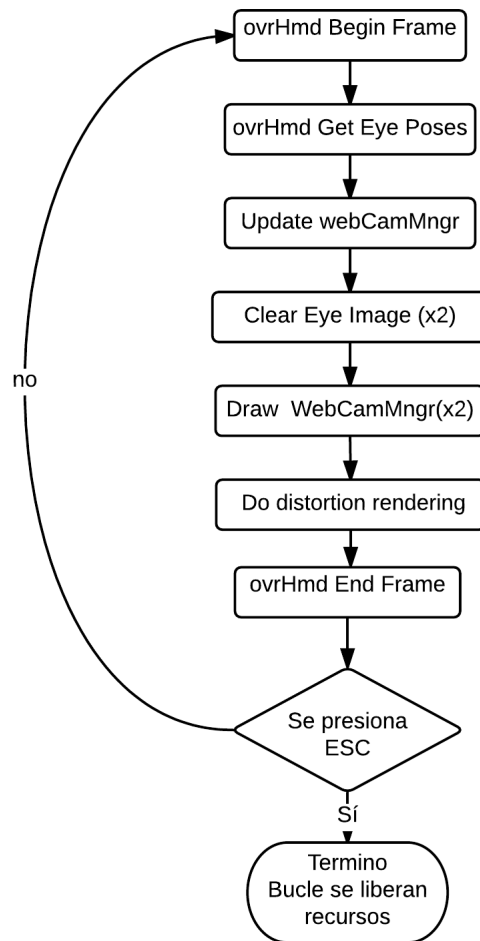 ovrHmd Begin Frame
ovrHmd Get Eye Poses
Update webCamMngr
Clear Eye Image (x2)
no
Draw  WebCamMngr(x2)
Do distortion rendering
ovrHmd End Frame
Se presiona
ESC
Sí
Termino
Bucle se liberan
recursos